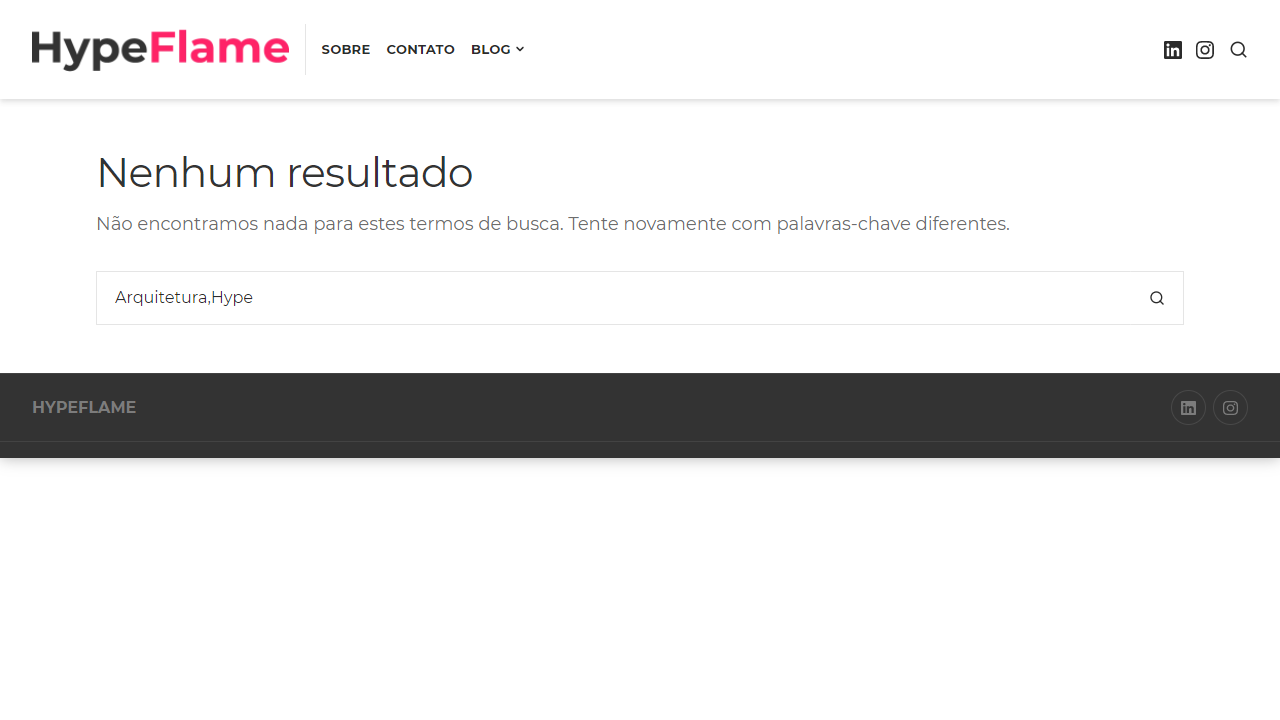 HypeFlame
SOBRE CONTATO BLOG
Nenhum resultado
Não encontramos nada para estes termos de busca. Tente novamente com palavras-chave diferentes.
Arquitetura,Hype
HYPEFLAME